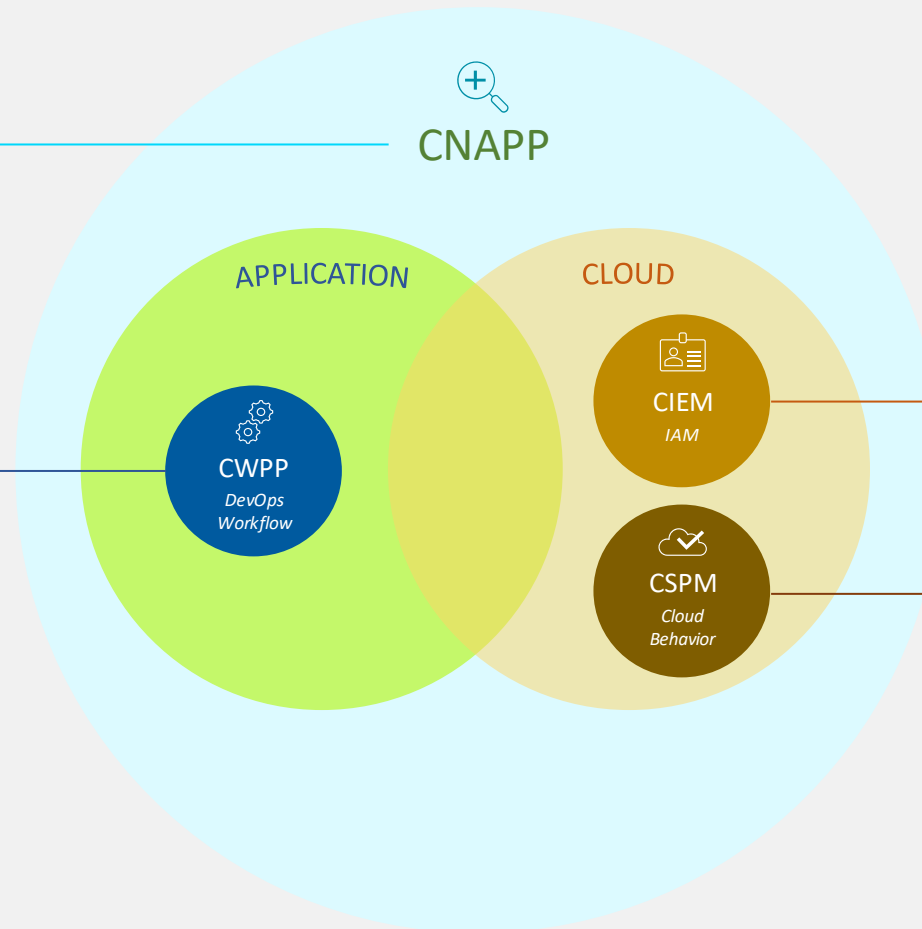 CNAPP
APPLICATION
CLOUD
CWPP
DevOps
Workflow
CIEM
IAM
CSPM
Cloud
Behavior